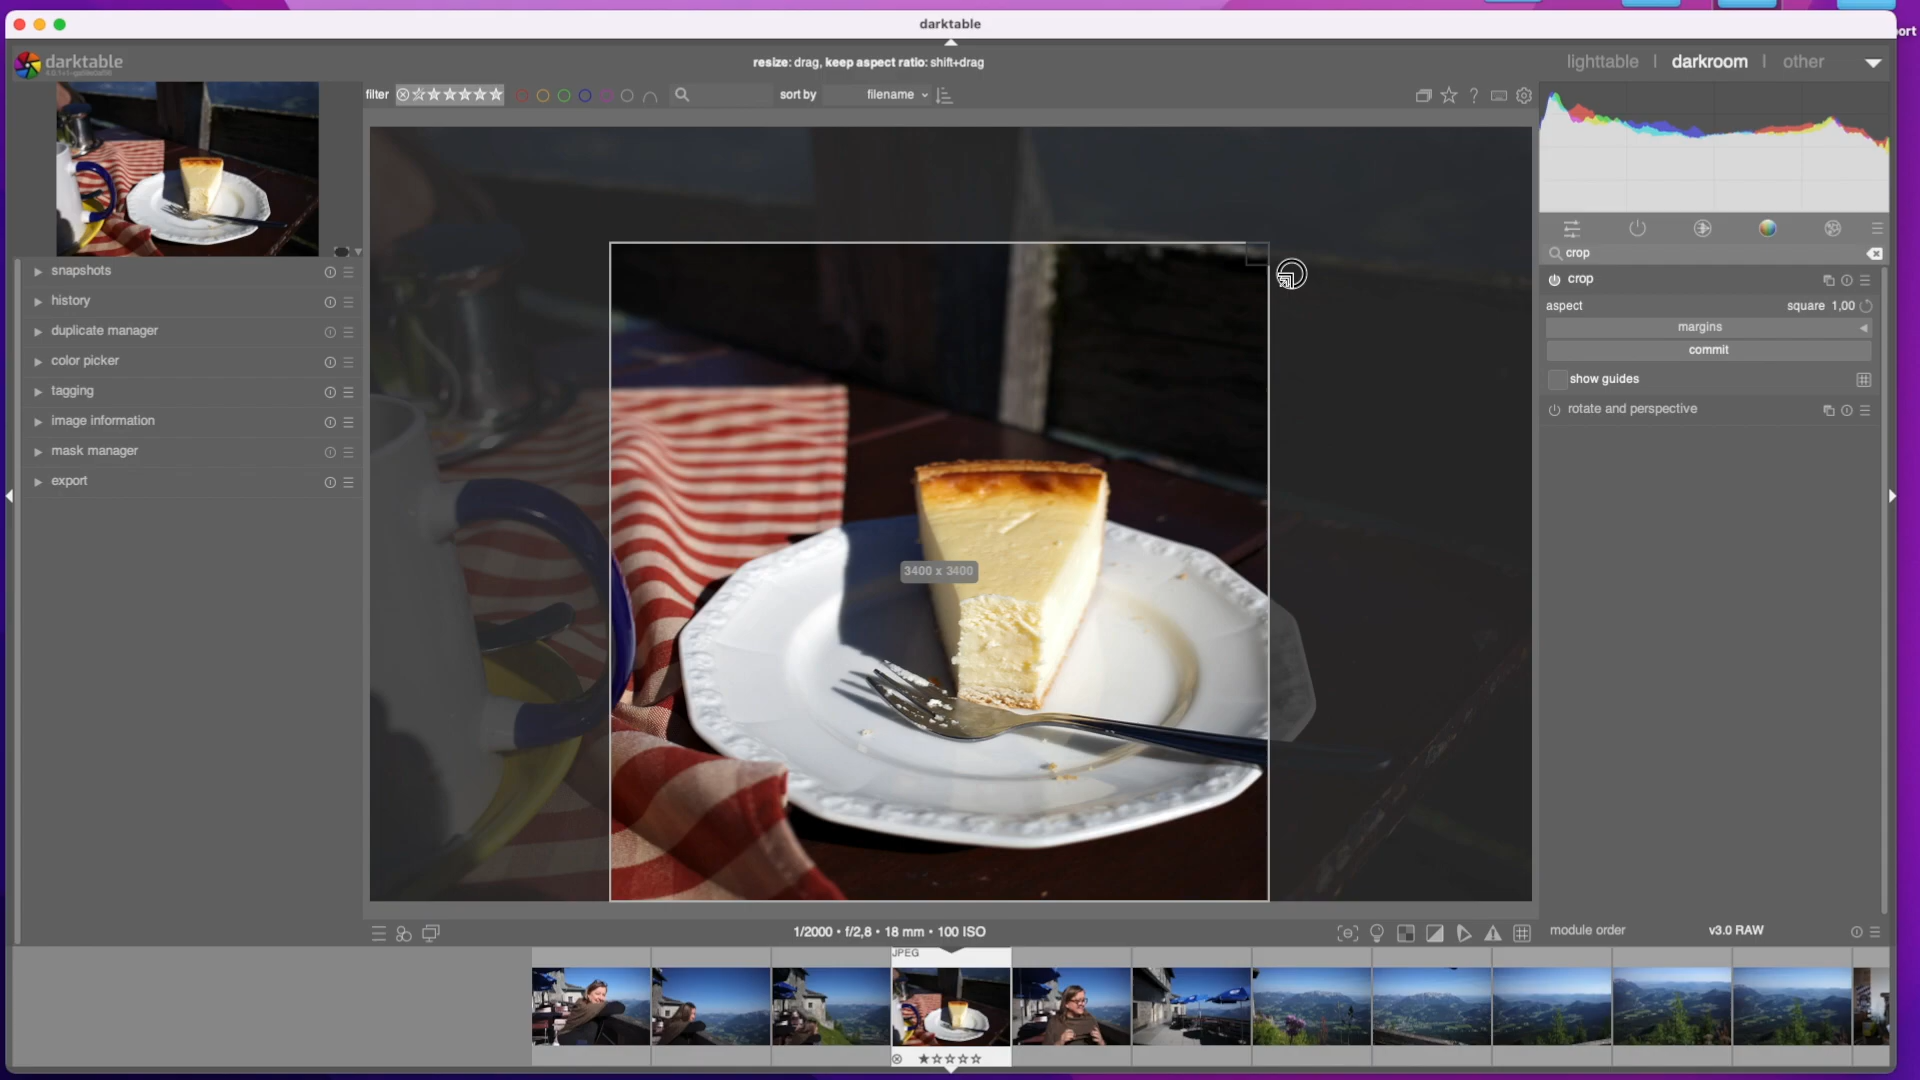 darktable
ort
darktable
resize: drag, keep aspect ratio: shift+drag
lighttable | darkroom | other
filter
sort by filename
?
snapshots
history
duplicate manager
color picker
tagging
image information
mask manager
export
crop
crop
aspect square 1,00
margins
commit
show guides
rotate and perspective
3400 x 3400
1/2000 • f/2,8 • 18 mm • 100 ISO
module order v3.0 RAW
JPEG